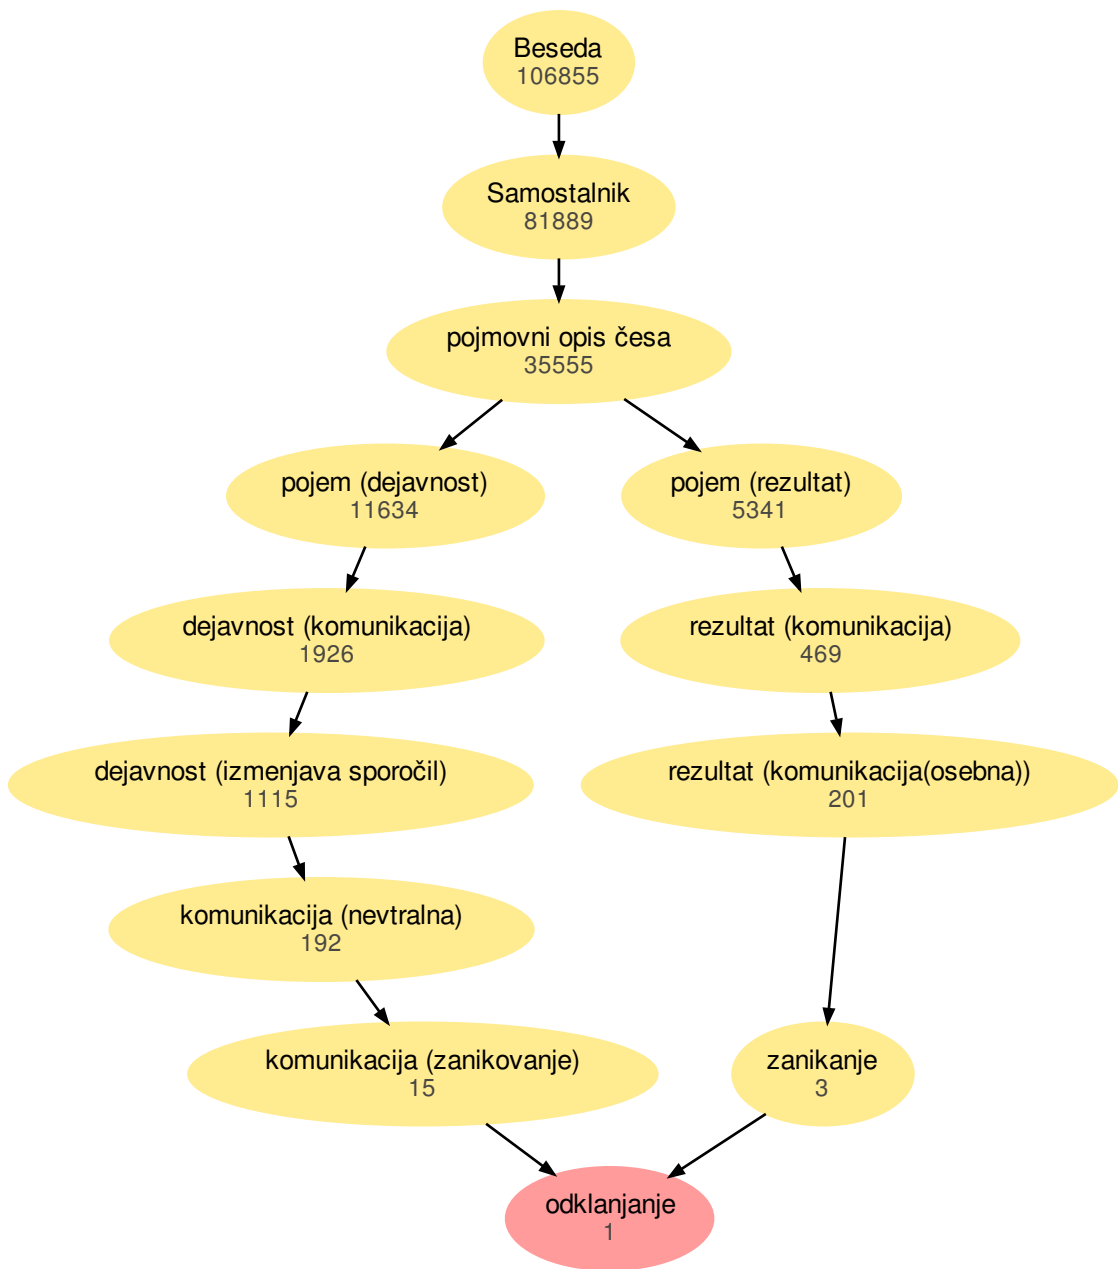 Beseda
106855
Samostalnik
81889
pojmovni opis česa
35555
pojem (dejavnost)
11634
pojem (rezultat)
5341
dejavnost (komunikacija)
1926
rezultat (komunikacija)
469
dejavnost (izmenjava sporočil)
1115
rezultat (komunikacija(osebna))
201
komunikacija (nevtralna)
192
komunikacija (zanikovanje)
15
zanikanje
3
odklanjanje
1